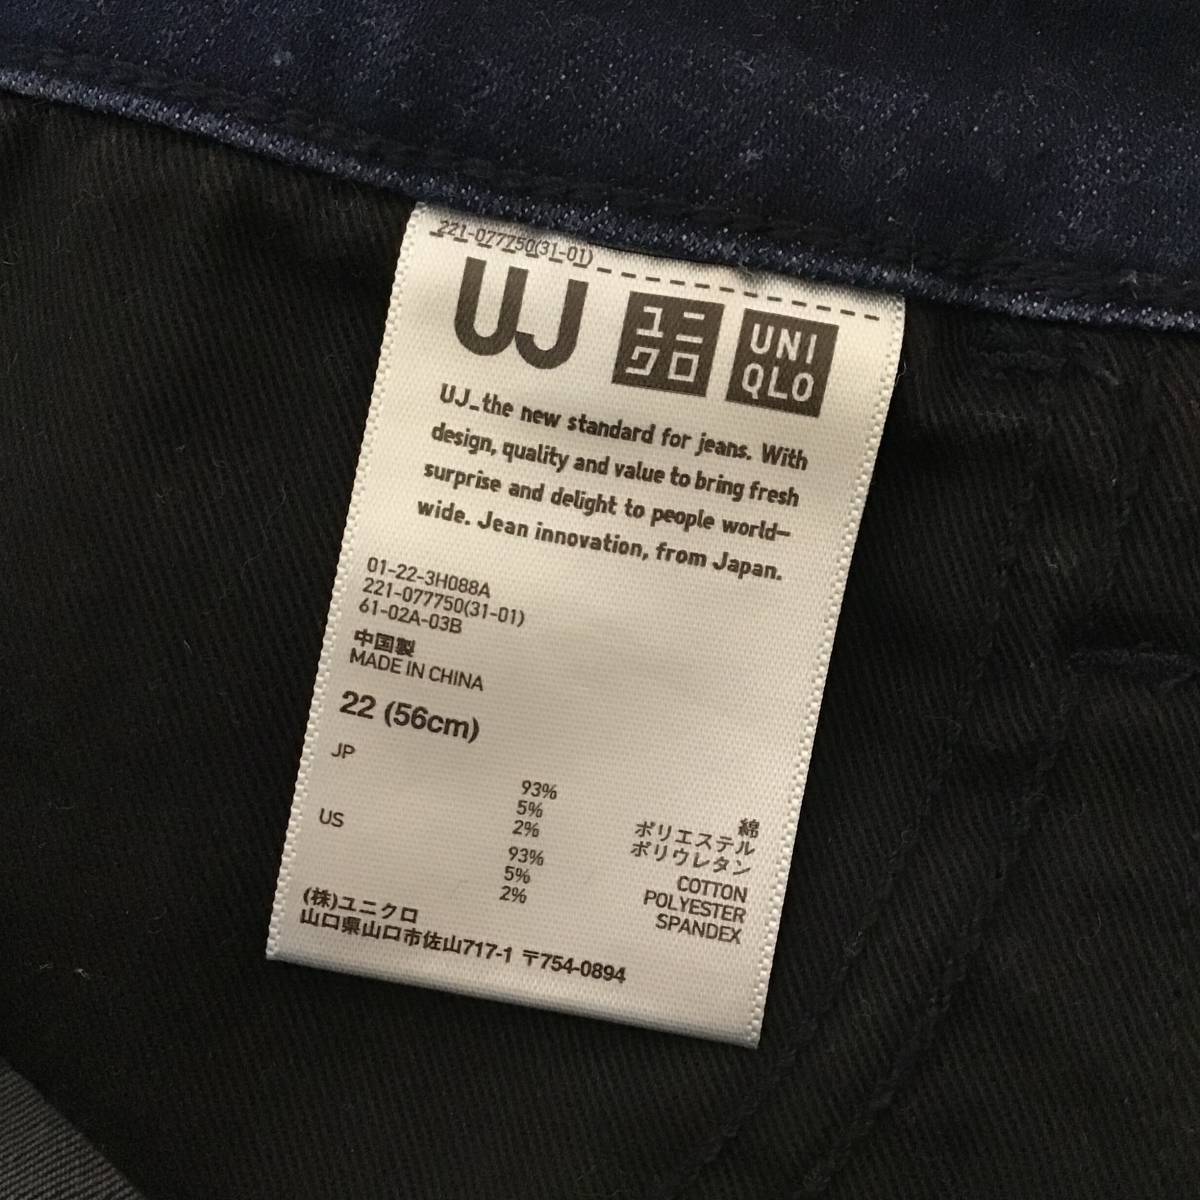 221-077750(31-01)
UJ ユニクロ UNIQLO
UJ_the new standard for jeans. With
design, quality and value to bring fresh
surprise and delight to people world–
wide. Jean innovation, from Japan.
01-22-3H088A
221-077750(31-01)
61-02A-03B
中国製
MADE IN CHINA
22 (56cm)
JP
93% 綿
5% ポリエステル
2% ポリウレタン
US
93% COTTON
5% POLYESTER
2% SPANDEX
(株)ユニクロ
山口県山口市佐山717-1 〒754-0894